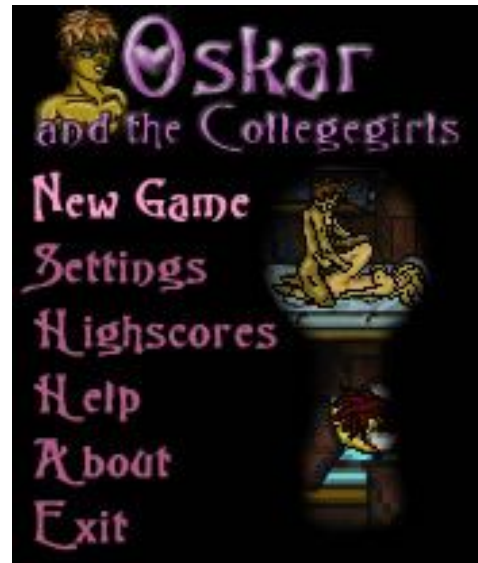 Oskar
and the Collegegirls
New Game
Settings
Highscores
Help
About
Exit